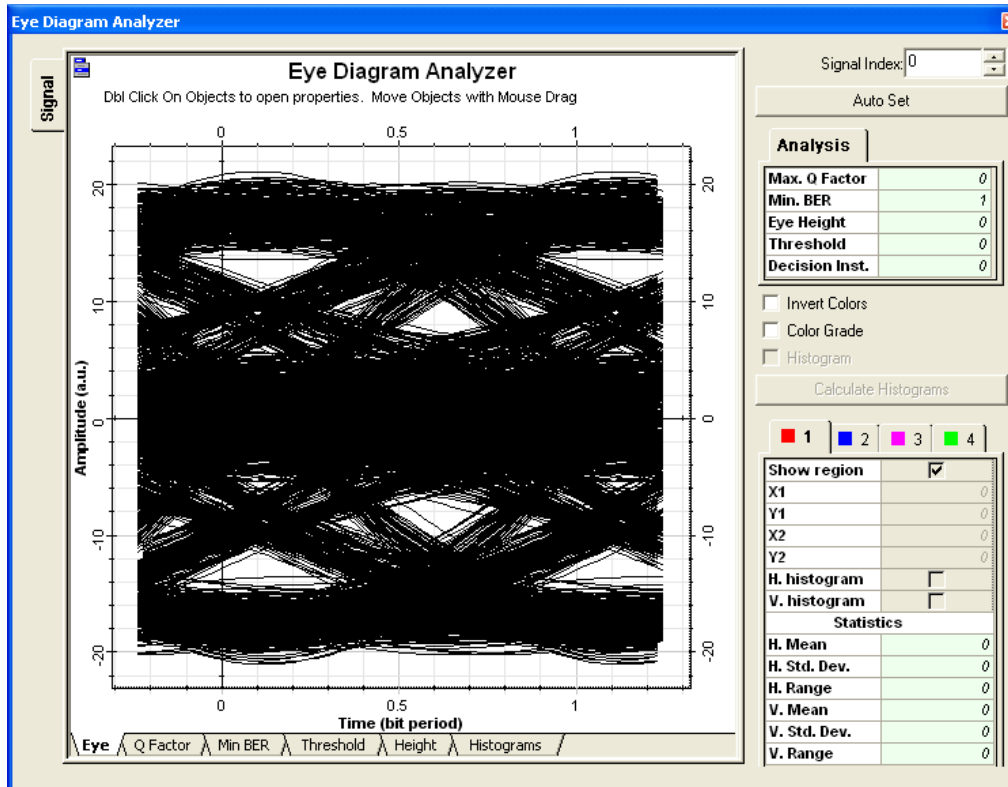 Eye Diagram Analyzer
Signal
Eye Diagram Analyzer
Dbl Click On Objects to open properties. Move Objects with Mouse Drag
0 0.5 1
20
10
0
-10
-20
Amplitude (a.u.)
20
10
0
-10
-20
0 0.5 1
Time (bit period)
Eye Q Factor Min BER Threshold Height Histograms
Signal Index: 0
Auto Set
Analysis
Max. Q Factor 0
Min. BER 1
Eye Height 0
Threshold 0
Decision Inst. 0
Invert Colors
Color Grade
Histogram
Calculate Histograms
1 2 3 4
Show region
X1 0
Y1 0
X2 0
Y2 0
H. histogram
V. histogram
Statistics
H. Mean 0
H. Std. Dev. 0
H. Range 0
V. Mean 0
V. Std. Dev. 0
V. Range 0